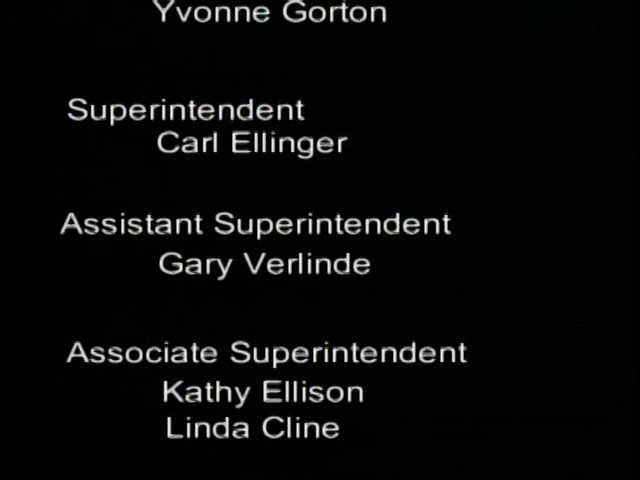 Yvonne Gorton
Superintendent
Carl Ellinger
Assistant Superintendent
Gary Verlinde
Associate Superintendent
Kathy Ellison
Linda Cline